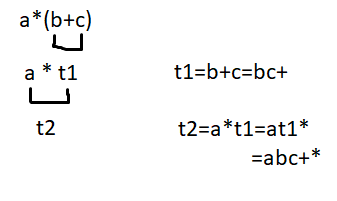 a*(b+c)
a * t1
t1=b+c=bc+
t2
t2=a*t1=at1*
=abc+*